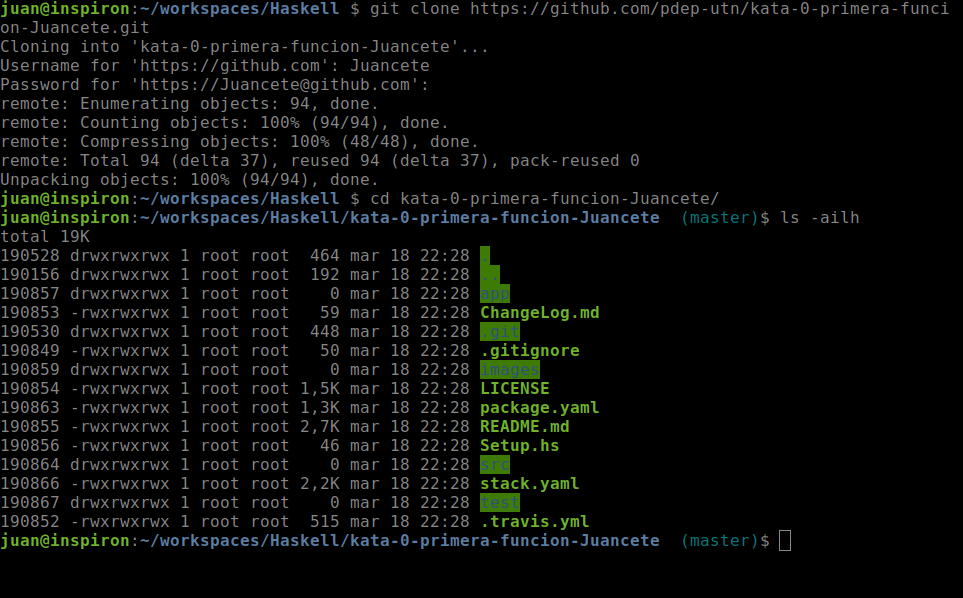 juan@inspiron:~/workspaces/Haskell $ git clone https://github.com/pdep-utn/kata-0-primera-funci
on-Juancete.git
Cloning into 'kata-0-primera-funcion-Juancete'...
Username for 'https://github.com': Juancete
Password for 'https://Juancete@github.com':
remote: Enumerating objects: 94, done.
remote: Counting objects: 100% (94/94), done.
remote: Compressing objects: 100% (48/48), done.
remote: Total 94 (delta 37), reused 94 (delta 37), pack-reused 0
Unpacking objects: 100% (94/94), done.
juan@inspiron:~/workspaces/Haskell $ cd kata-0-primera-funcion-Juancete/
juan@inspiron:~/workspaces/Haskell/kata-0-primera-funcion-Juancete  (master)$ ls -ailh
total 19K
190528 drwxrwxrwx 1 root root  464 mar 18 22:28 .
190156 drwxrwxrwx 1 root root  192 mar 18 22:28 ..
190857 drwxrwxrwx 1 root root    0 mar 18 22:28 app
190853 -rwxrwxrwx 1 root root   59 mar 18 22:28 ChangeLog.md
190530 drwxrwxrwx 1 root root  448 mar 18 22:28 .git
190849 -rwxrwxrwx 1 root root   50 mar 18 22:28 .gitignore
190859 drwxrwxrwx 1 root root    0 mar 18 22:28 images
190854 -rwxrwxrwx 1 root root 1,5K mar 18 22:28 LICENSE
190863 -rwxrwxrwx 1 root root 1,3K mar 18 22:28 package.yaml
190855 -rwxrwxrwx 1 root root 2,7K mar 18 22:28 README.md
190856 -rwxrwxrwx 1 root root   46 mar 18 22:28 Setup.hs
190864 drwxrwxrwx 1 root root    0 mar 18 22:28 src
190866 -rwxrwxrwx 1 root root 2,2K mar 18 22:28 stack.yaml
190867 drwxrwxrwx 1 root root    0 mar 18 22:28 test
190852 -rwxrwxrwx 1 root root  515 mar 18 22:28 .travis.yml
juan@inspiron:~/workspaces/Haskell/kata-0-primera-funcion-Juancete  (master)$